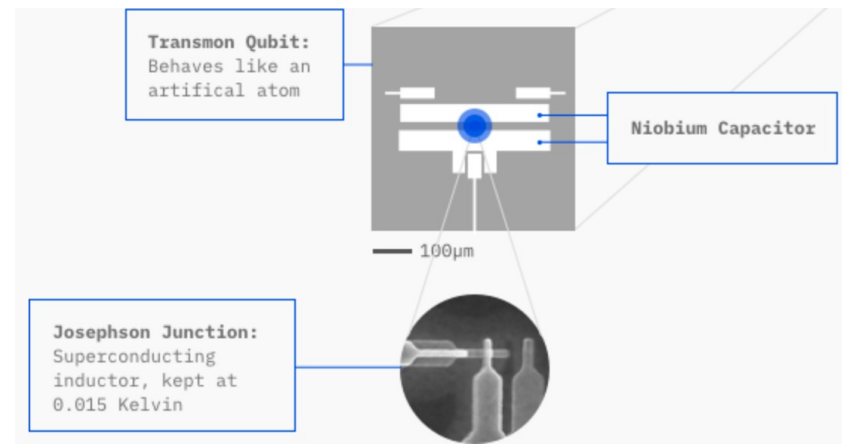 Transmon Qubit:
Behaves like an
artifical atom
Niobium Capacitor
100μm
Josephson Junction:
Superconducting
inductor, kept at
0.015 Kelvin